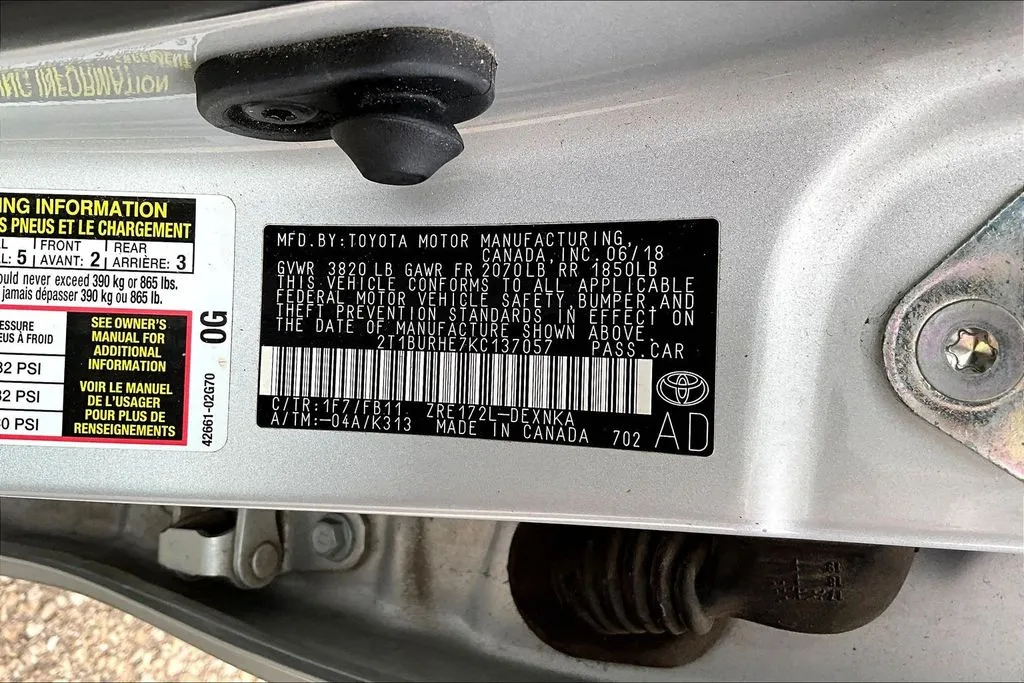 NG INFORMATION
S PNEUS ET LE CHARGEMENT
L : 5 FRONT AVANT: 2 REAR ARRIÈRE: 3
ould never exceed 390 kg or 865 lbs.
jamais dépasser 390 kg ou 865 lb.
ESSURE
EUS À FROID
32 PSI
32 PSI
0 PSI
SEE OWNER'S
MANUAL FOR
ADDITIONAL
INFORMATION
VOIR LE MANUEL
DE L'USAGER
POUR PLUS DE
RENSEIGNEMENTS
0G
42661-02G70
MFD.BY:TOYOTA MOTOR MANUFACTURING,
CANADA,INC.06/18
GVWR 3820LB GAWR FR 2070LB RR 1850LB
THIS VEHICLE CONFORMS TO ALL APPLICABLE
FEDERAL MOTOR VEHICLE SAFETY,BUMPER,AND
THEFT PREVENTION STANDARDS IN EFFECT ON
THE DATE OF MANUFACTURE SHOWN ABOVE.
2T1BURHE7KC137057 PASS.CAR
C/TR:1F7/FB11 ZRE172L-DEXNKA
A/TM:-04A/K313 MADE IN CANADA 702
AD